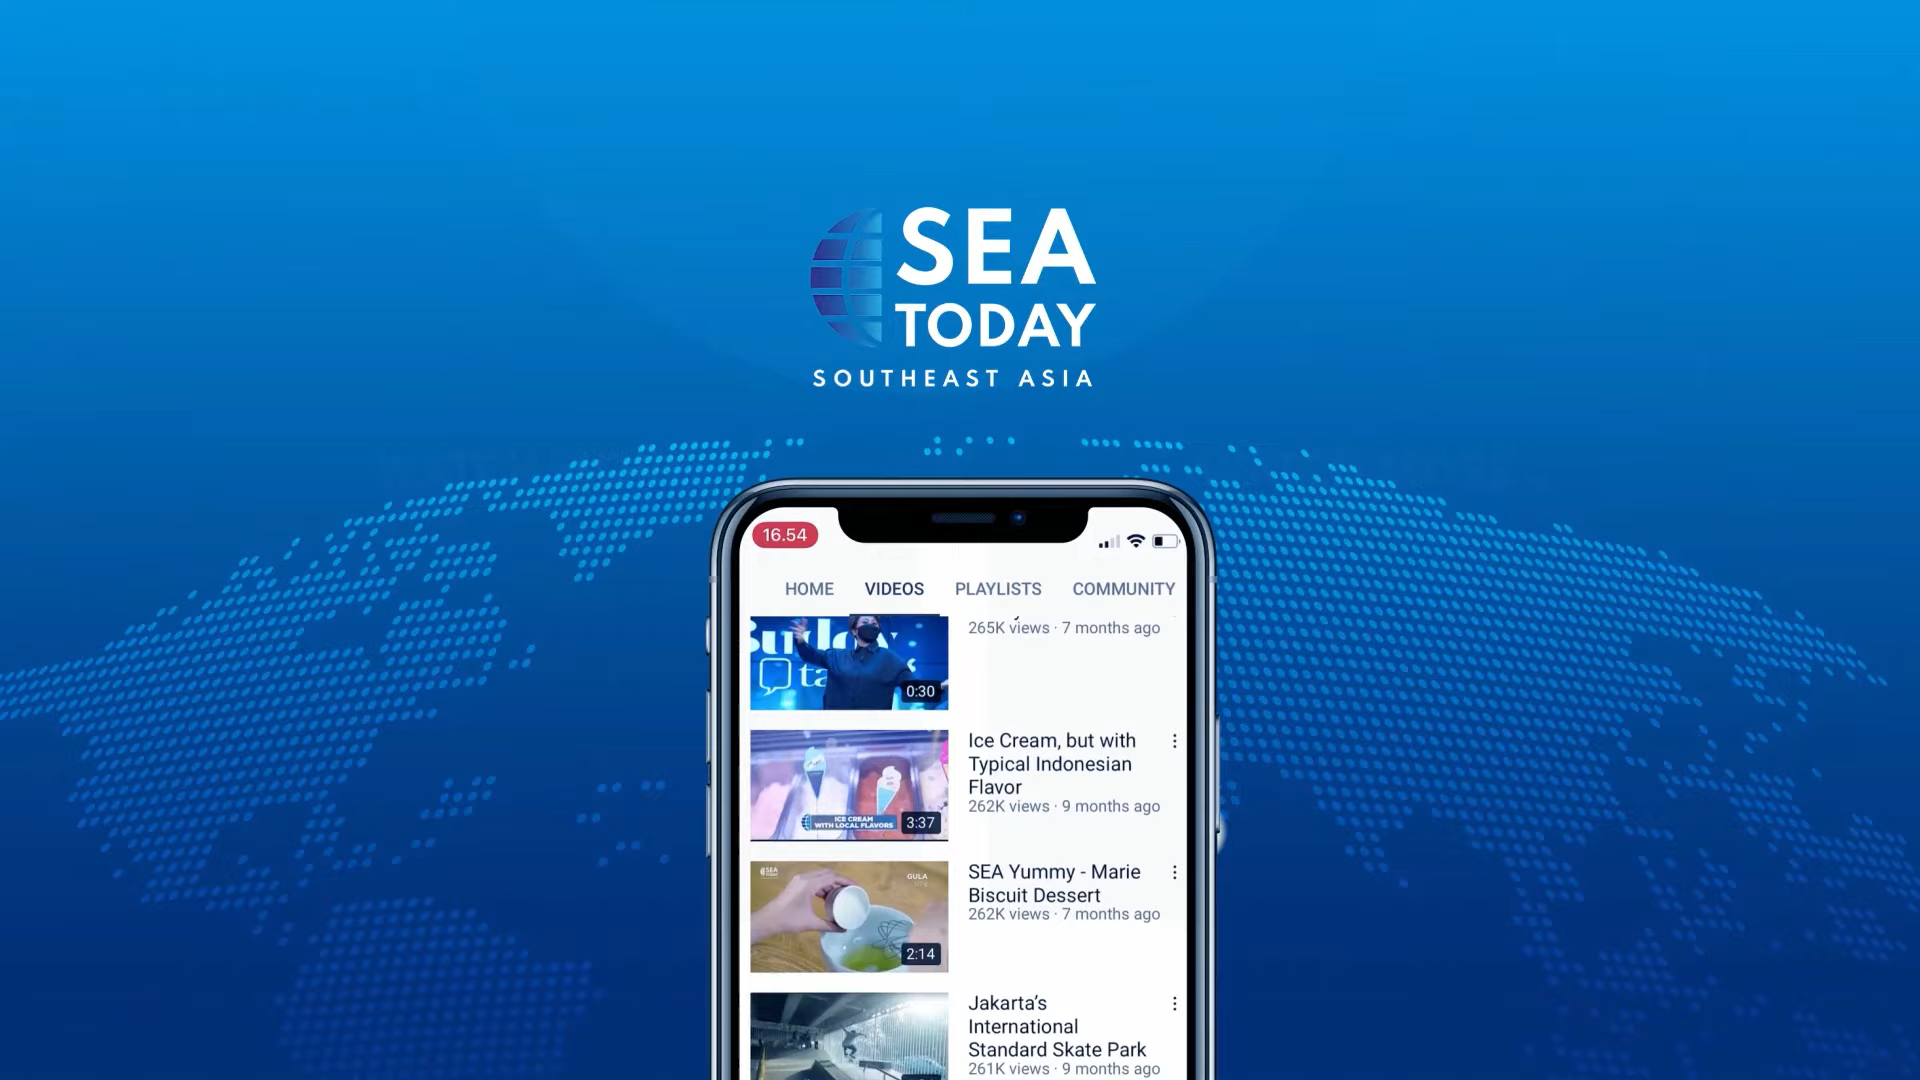 SEA
TODAY
SOUTHEAST ASIA
16.54
HOME VIDEOS PLAYLISTS COMMUNITY
265K views · 7 months ago
0:30
Ice Cream, but with
Typical Indonesian
Flavor
262K views · 9 months ago
ICE CREAM
WITH LOCAL FLAVORS
3:37
SEA Yummy - Marie
Biscuit Dessert
262K views · 7 months ago
SEA
TODAY
GULA
2:14
Jakarta’s
International
Standard Skate Park
261K views · 9 months ago